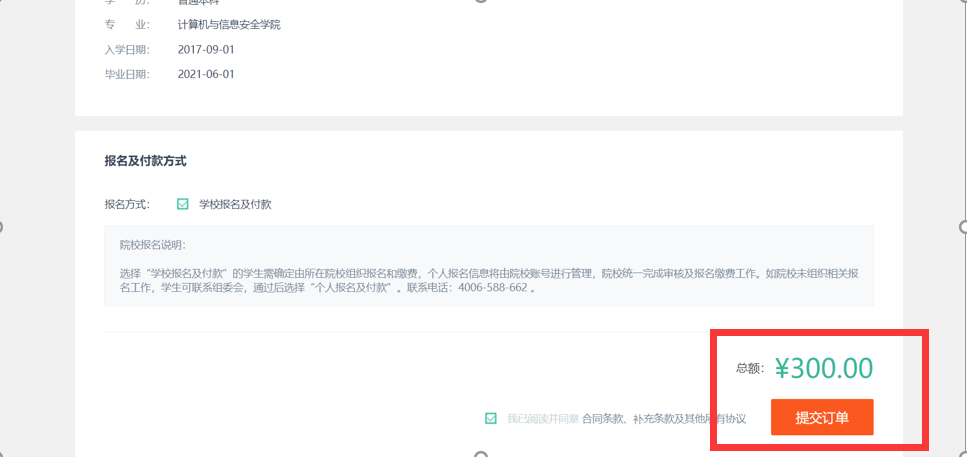 学 历： 普通本科
专 业： 计算机与信息安全学院
入学日期： 2017-09-01
毕业日期： 2021-06-01
报名及付款方式
报名方式： 学校报名及付款
院校报名说明：
选择“学校报名及付款”的学生需确定由所在院校组织报名和缴费，个人报名信息将由院校账号进行管理，院校统一完成审核及报名缴费工作。如院校未组织相关报
名工作，学生可联系组委会，通过后选择“个人报名及付款”。联系电话：4006-588-662 。
总额： ¥300.00
我已阅读并同意 合同条款、补充条款及其他所有协议
提交订单